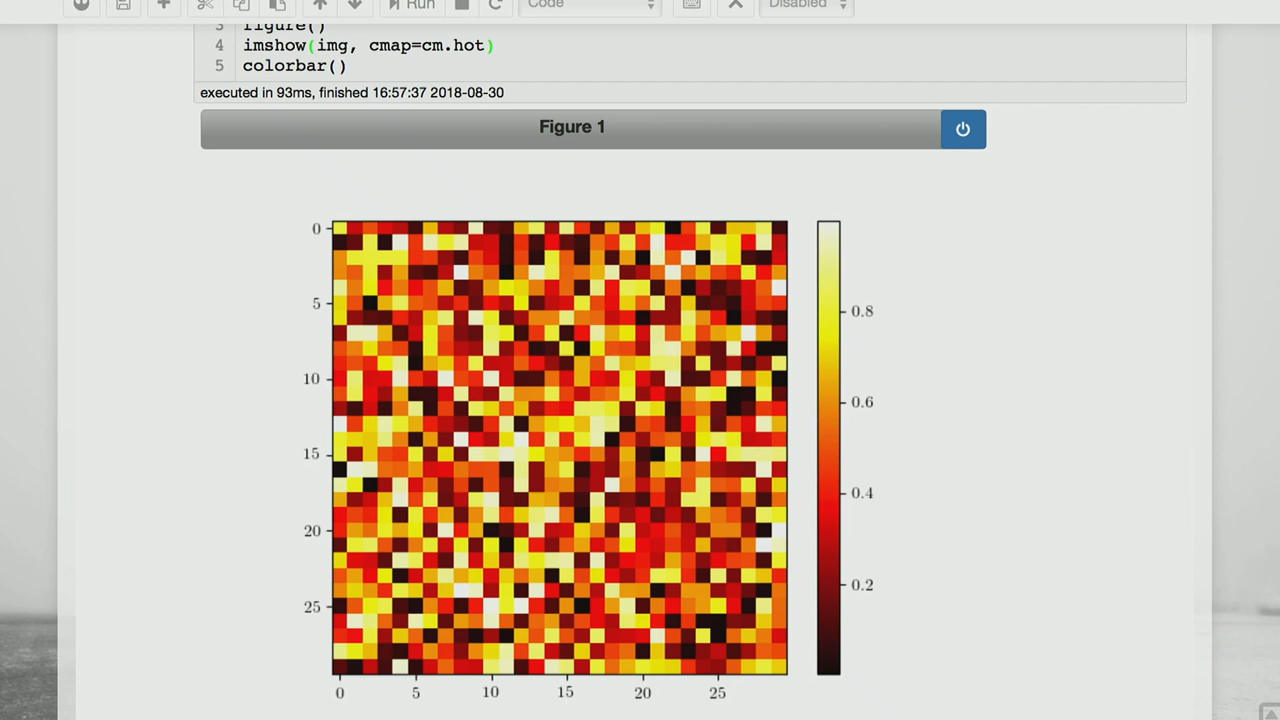 Run Code Disabled
3 figure()
4 imshow(img, cmap=cm.hot)
5 colorbar()
executed in 93ms, finished 16:57:37 2018-08-30
Figure 1
0
5
10
15
20
25
0 5 10 15 20 25
0.8
0.6
0.4
0.2